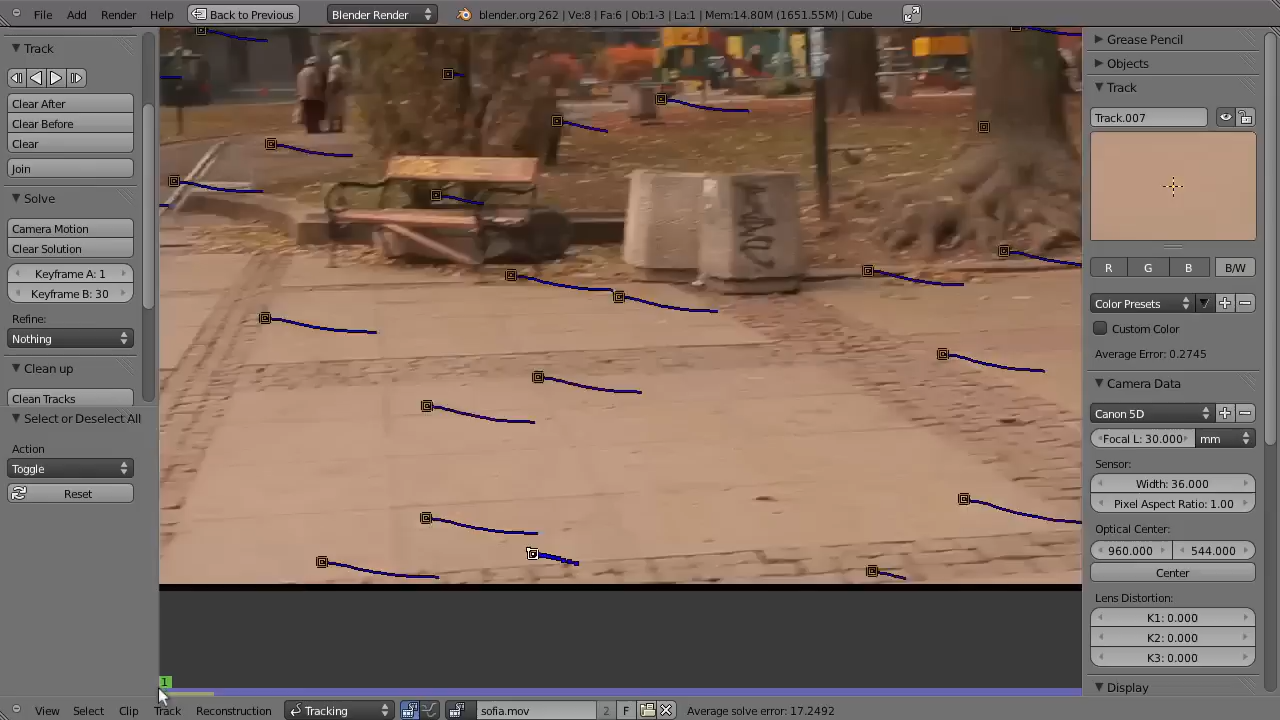 File Add Render Help Back to Previous Blender Render blender.org 262 | Ve:8 | Fa:6 | Ob:1-3 | La:1 | Mem:14.80M (1651.55M) | Cube
Track
Clear After
Clear Before
Clear
Join
Solve
Camera Motion
Clear Solution
Keyframe A: 1
Keyframe B: 30
Refine:
Nothing
Clean up
Clean Tracks
Select or Deselect All
Action
Toggle
Reset
1
Grease Pencil
Objects
Track
Track.007
R G B B/W
Color Presets
Custom Color
Average Error: 0.2745
Camera Data
Canon 5D
Focal L: 30.000 mm
Sensor:
Width: 36.000
Pixel Aspect Ratio: 1.00
Optical Center:
960.000 544.000
Center
Lens Distortion:
K1: 0.000
K2: 0.000
K3: 0.000
Display
View Select Clip Track Reconstruction Tracking sofia.mov 2 F Average solve error: 17.2492